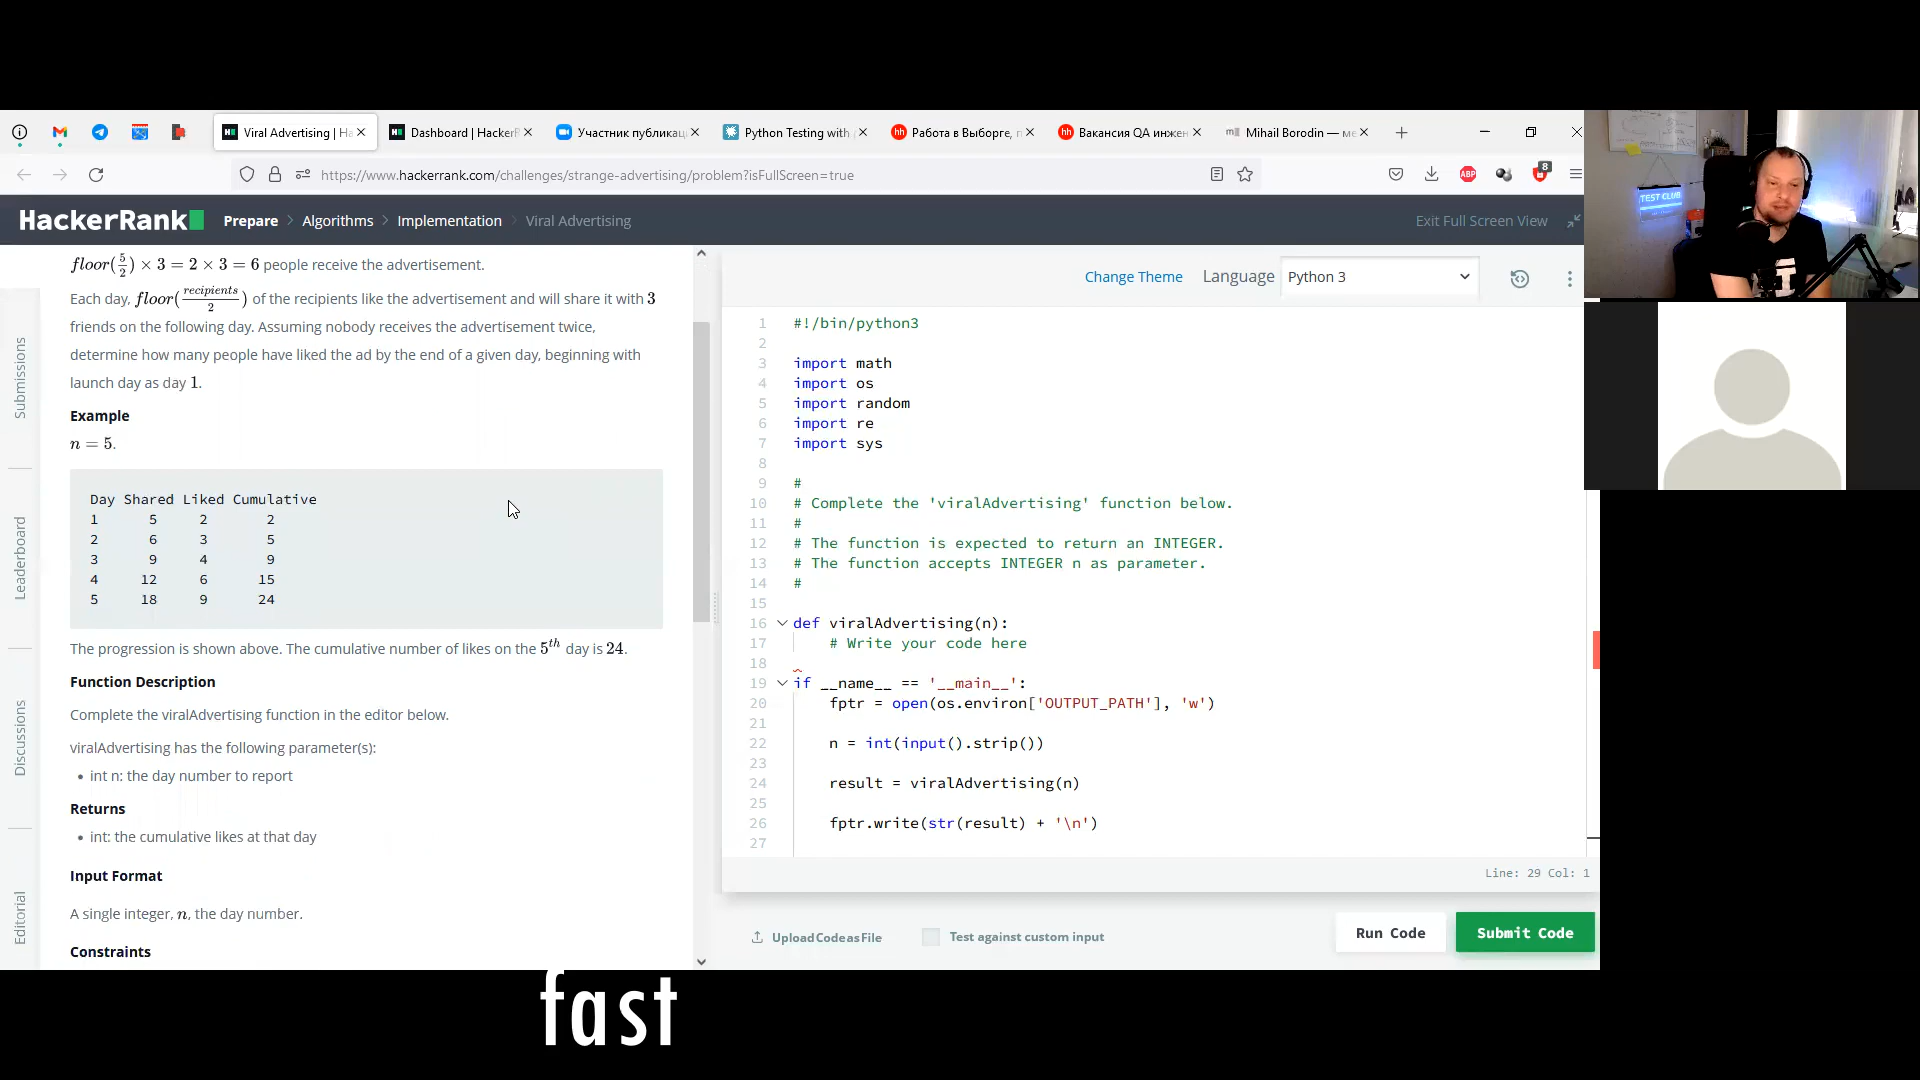 Viral Advertising | Ha
Dashboard | HackerR
Участник публикаци
Python Testing with
Работа в Выборге, п
Вакансия QA инжен
Mihail Borodin — ме
https://www.hackerrank.com/challenges/strange-advertising/problem?isFullScreen=true
ABP
8
HackerRank
Prepare > Algorithms > Implementation > Viral Advertising
Exit Full Screen View
TEST CLUB
Submissions
Leaderboard
Discussions
Editorial
floor(5/2) × 3 = 2 × 3 = 6 people receive the advertisement.
Each day, floor(recipients/2) of the recipients like the advertisement and will share it with 3
friends on the following day. Assuming nobody receives the advertisement twice,
determine how many people have liked the ad by the end of a given day, beginning with
launch day as day 1.
Example
n = 5.
Day Shared Liked Cumulative
1 5 2 2
2 6 3 5
3 9 4 9
4 12 6 15
5 18 9 24
The progression is shown above. The cumulative number of likes on the 5th day is 24.
Function Description
Complete the viralAdvertising function in the editor below.
viralAdvertising has the following parameter(s):
• int n: the day number to report
Returns
• int: the cumulative likes at that day
Input Format
A single integer, n, the day number.
Constraints
Change Theme
Language
Python 3
1 #!/bin/python3
2
3 import math
4 import os
5 import random
6 import re
7 import sys
8
9 #
10 # Complete the 'viralAdvertising' function below.
11 #
12 # The function is expected to return an INTEGER.
13 # The function accepts INTEGER n as parameter.
14 #
15
16 def viralAdvertising(n):
17 # Write your code here
18
19 if __name__ == '__main__':
20 fptr = open(os.environ['OUTPUT_PATH'], 'w')
21
22 n = int(input().strip())
23
24 result = viralAdvertising(n)
25
26 fptr.write(str(result) + '\n')
27
Line: 29 Col: 1
Upload Code as File
Test against custom input
Run Code
Submit Code
fast